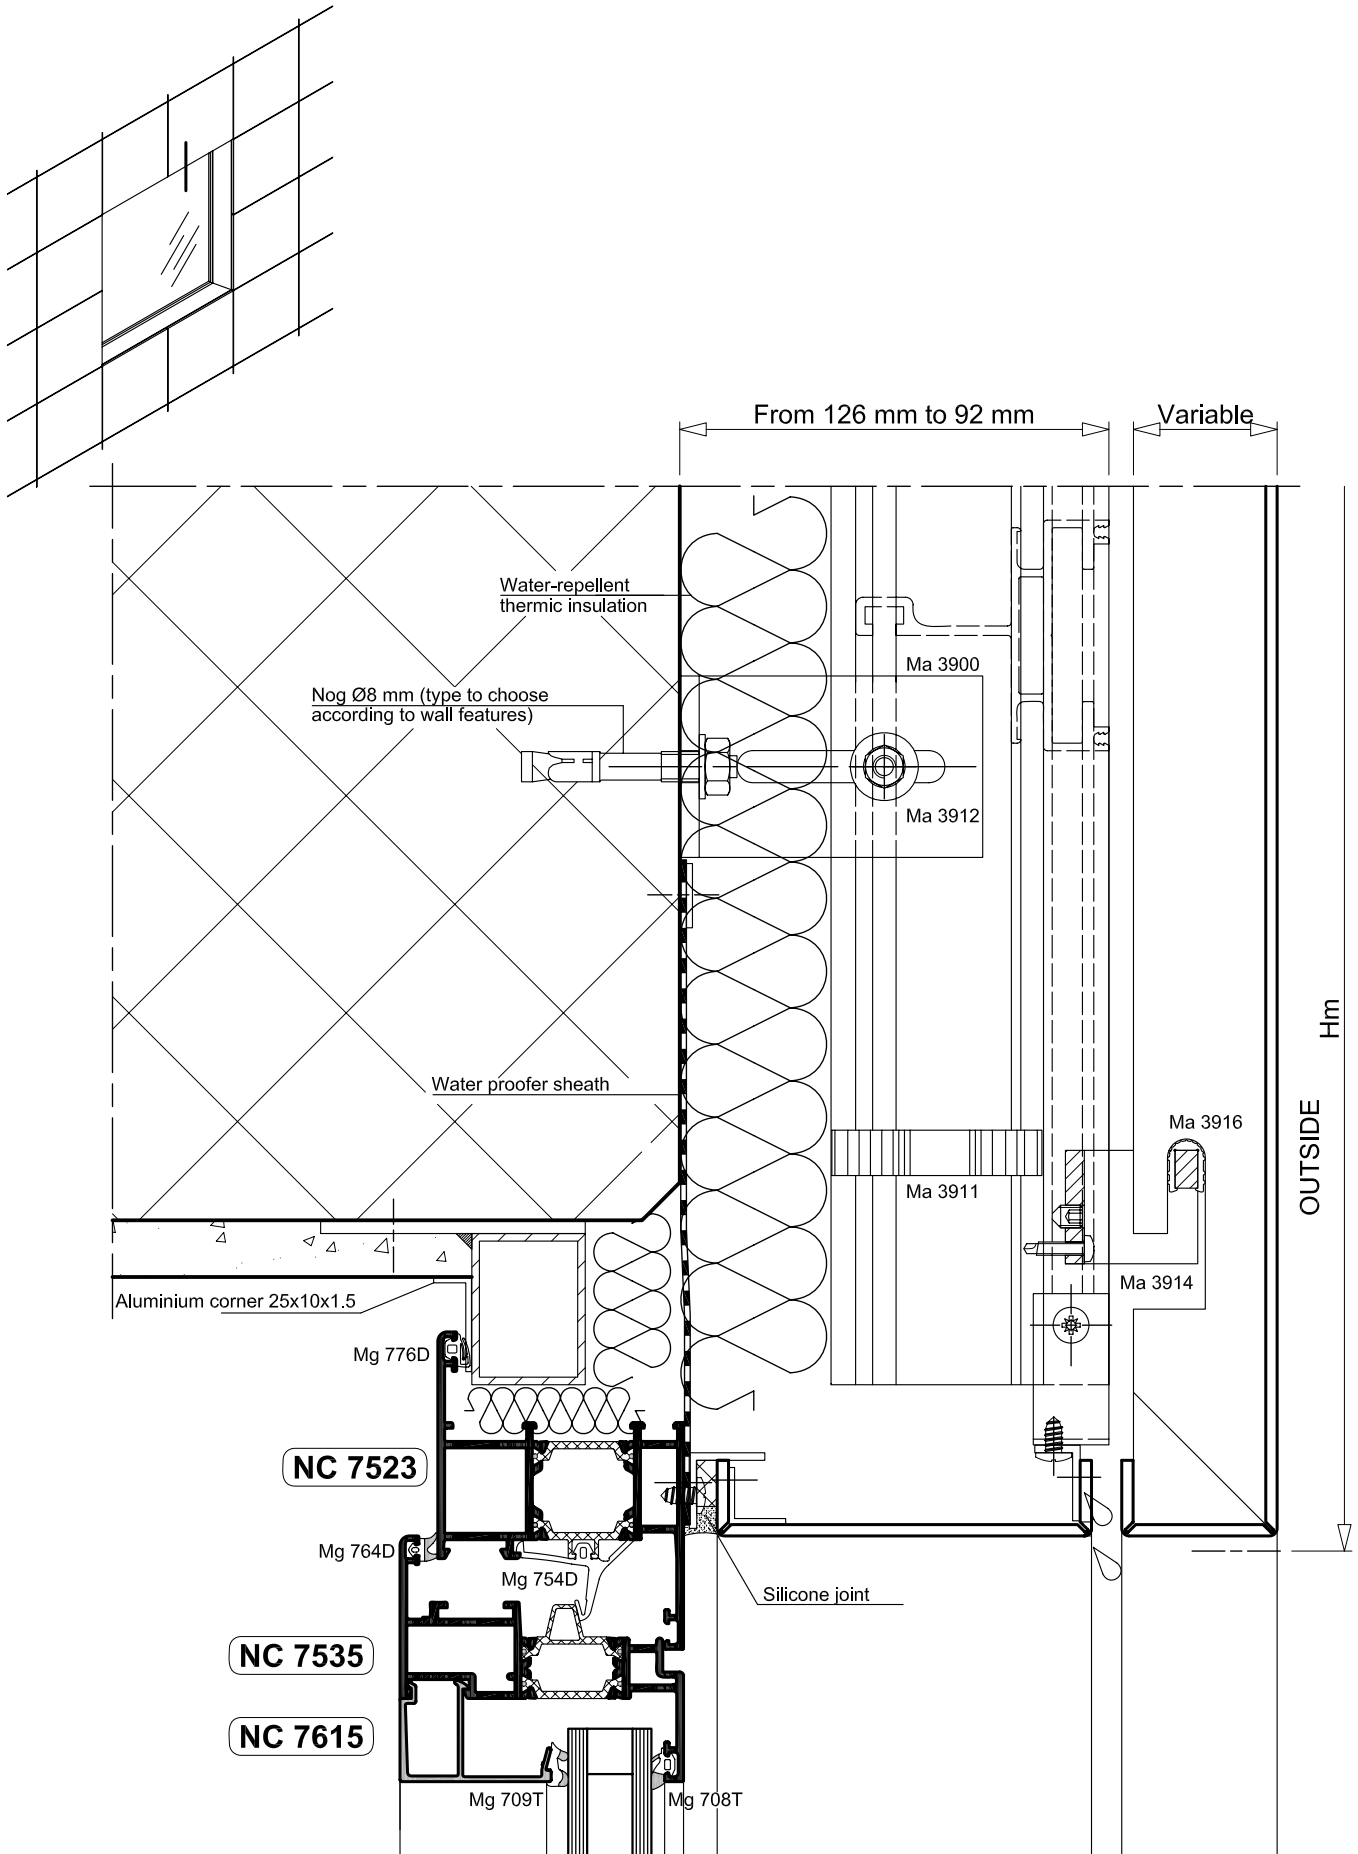 From 126 mm to 92 mm
Variable
Water-repellent
thermic insulation
Ma 3900
Nog Ø8 mm (type to choose
according to wall features)
Ma 3912
Hm
Water proofer sheath
OUTSIDE
Ma 3916
Ma 3911
Ma 3914
Aluminium corner 25x10x1.5
Mg 776D
NC 7523
Mg 764D
Mg 754D
Silicone joint
NC 7535
NC 7615
Mg 709T
Mg 708T